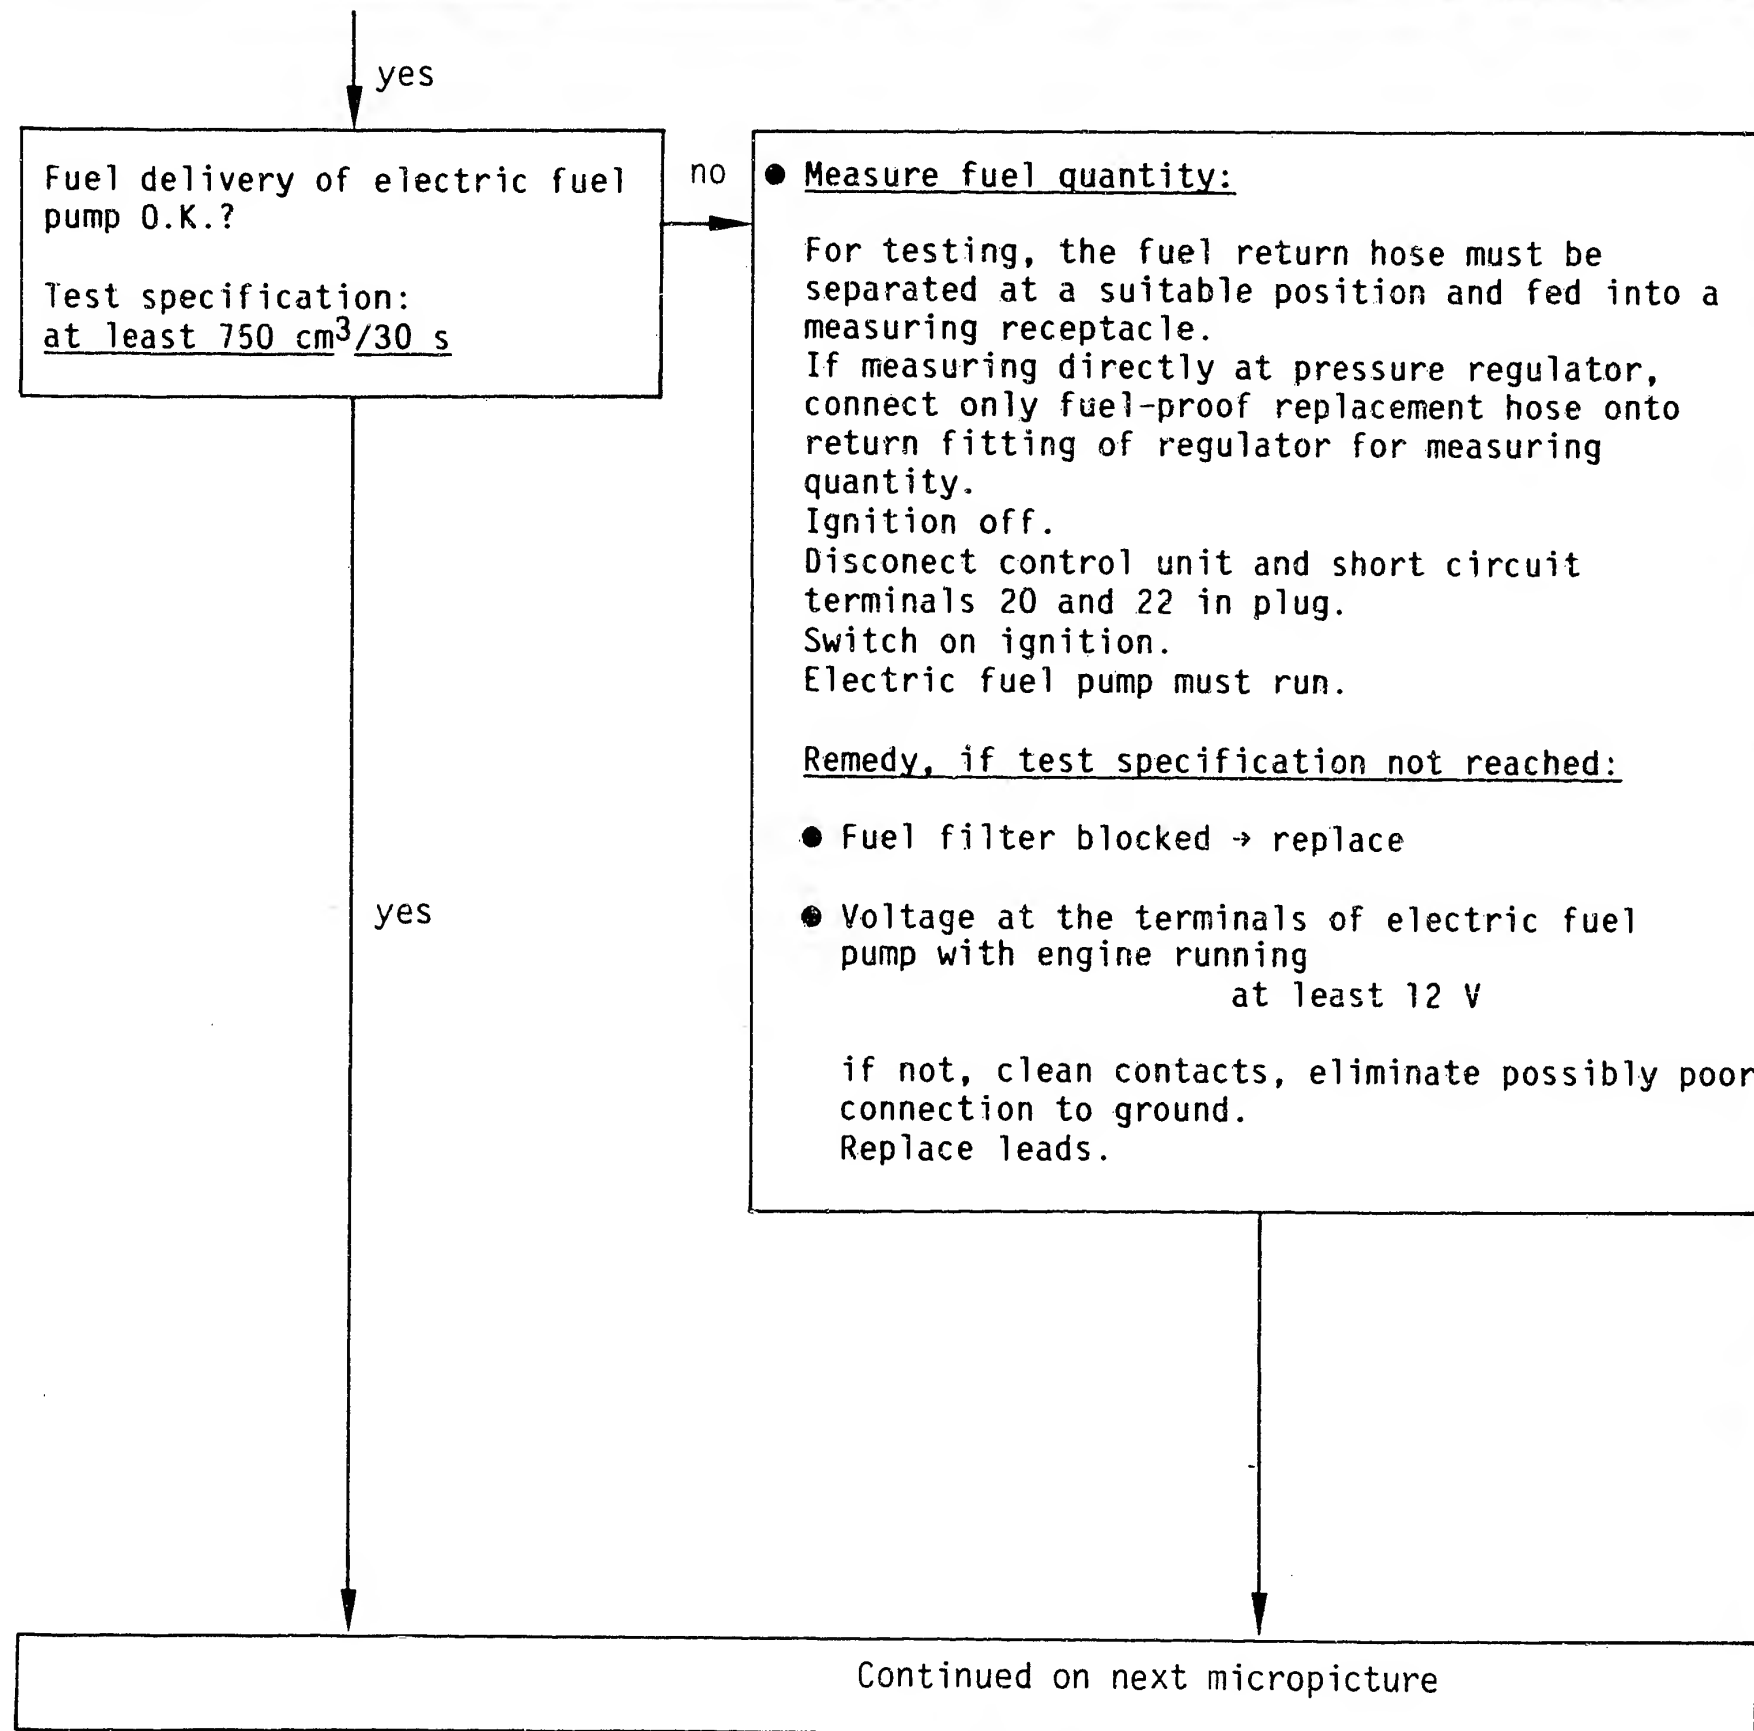 yes
Fuel delivery of electric fuel
pump O.K.?
Test specification:
at least 750 cm³/30 s
no
● Measure fuel quantity:
For testing, the fuel return hose must be
separated at a suitable position and fed into a
measuring receptacle.
If measuring directly at pressure regulator,
connect only fuel-proof replacement hose onto
return fitting of regulator for measuring
quantity.
Ignition off.
Disconect control unit and short circuit
terminals 20 and 22 in plug.
Switch on ignition.
Electric fuel pump must run.
Remedy, if test specification not reached:
● Fuel filter blocked → replace
● Voltage at the terminals of electric fuel
pump with engine running
at least 12 V
if not, clean contacts, eliminate possibly poor
connection to ground.
Replace leads.
yes
Continued on next micropicture